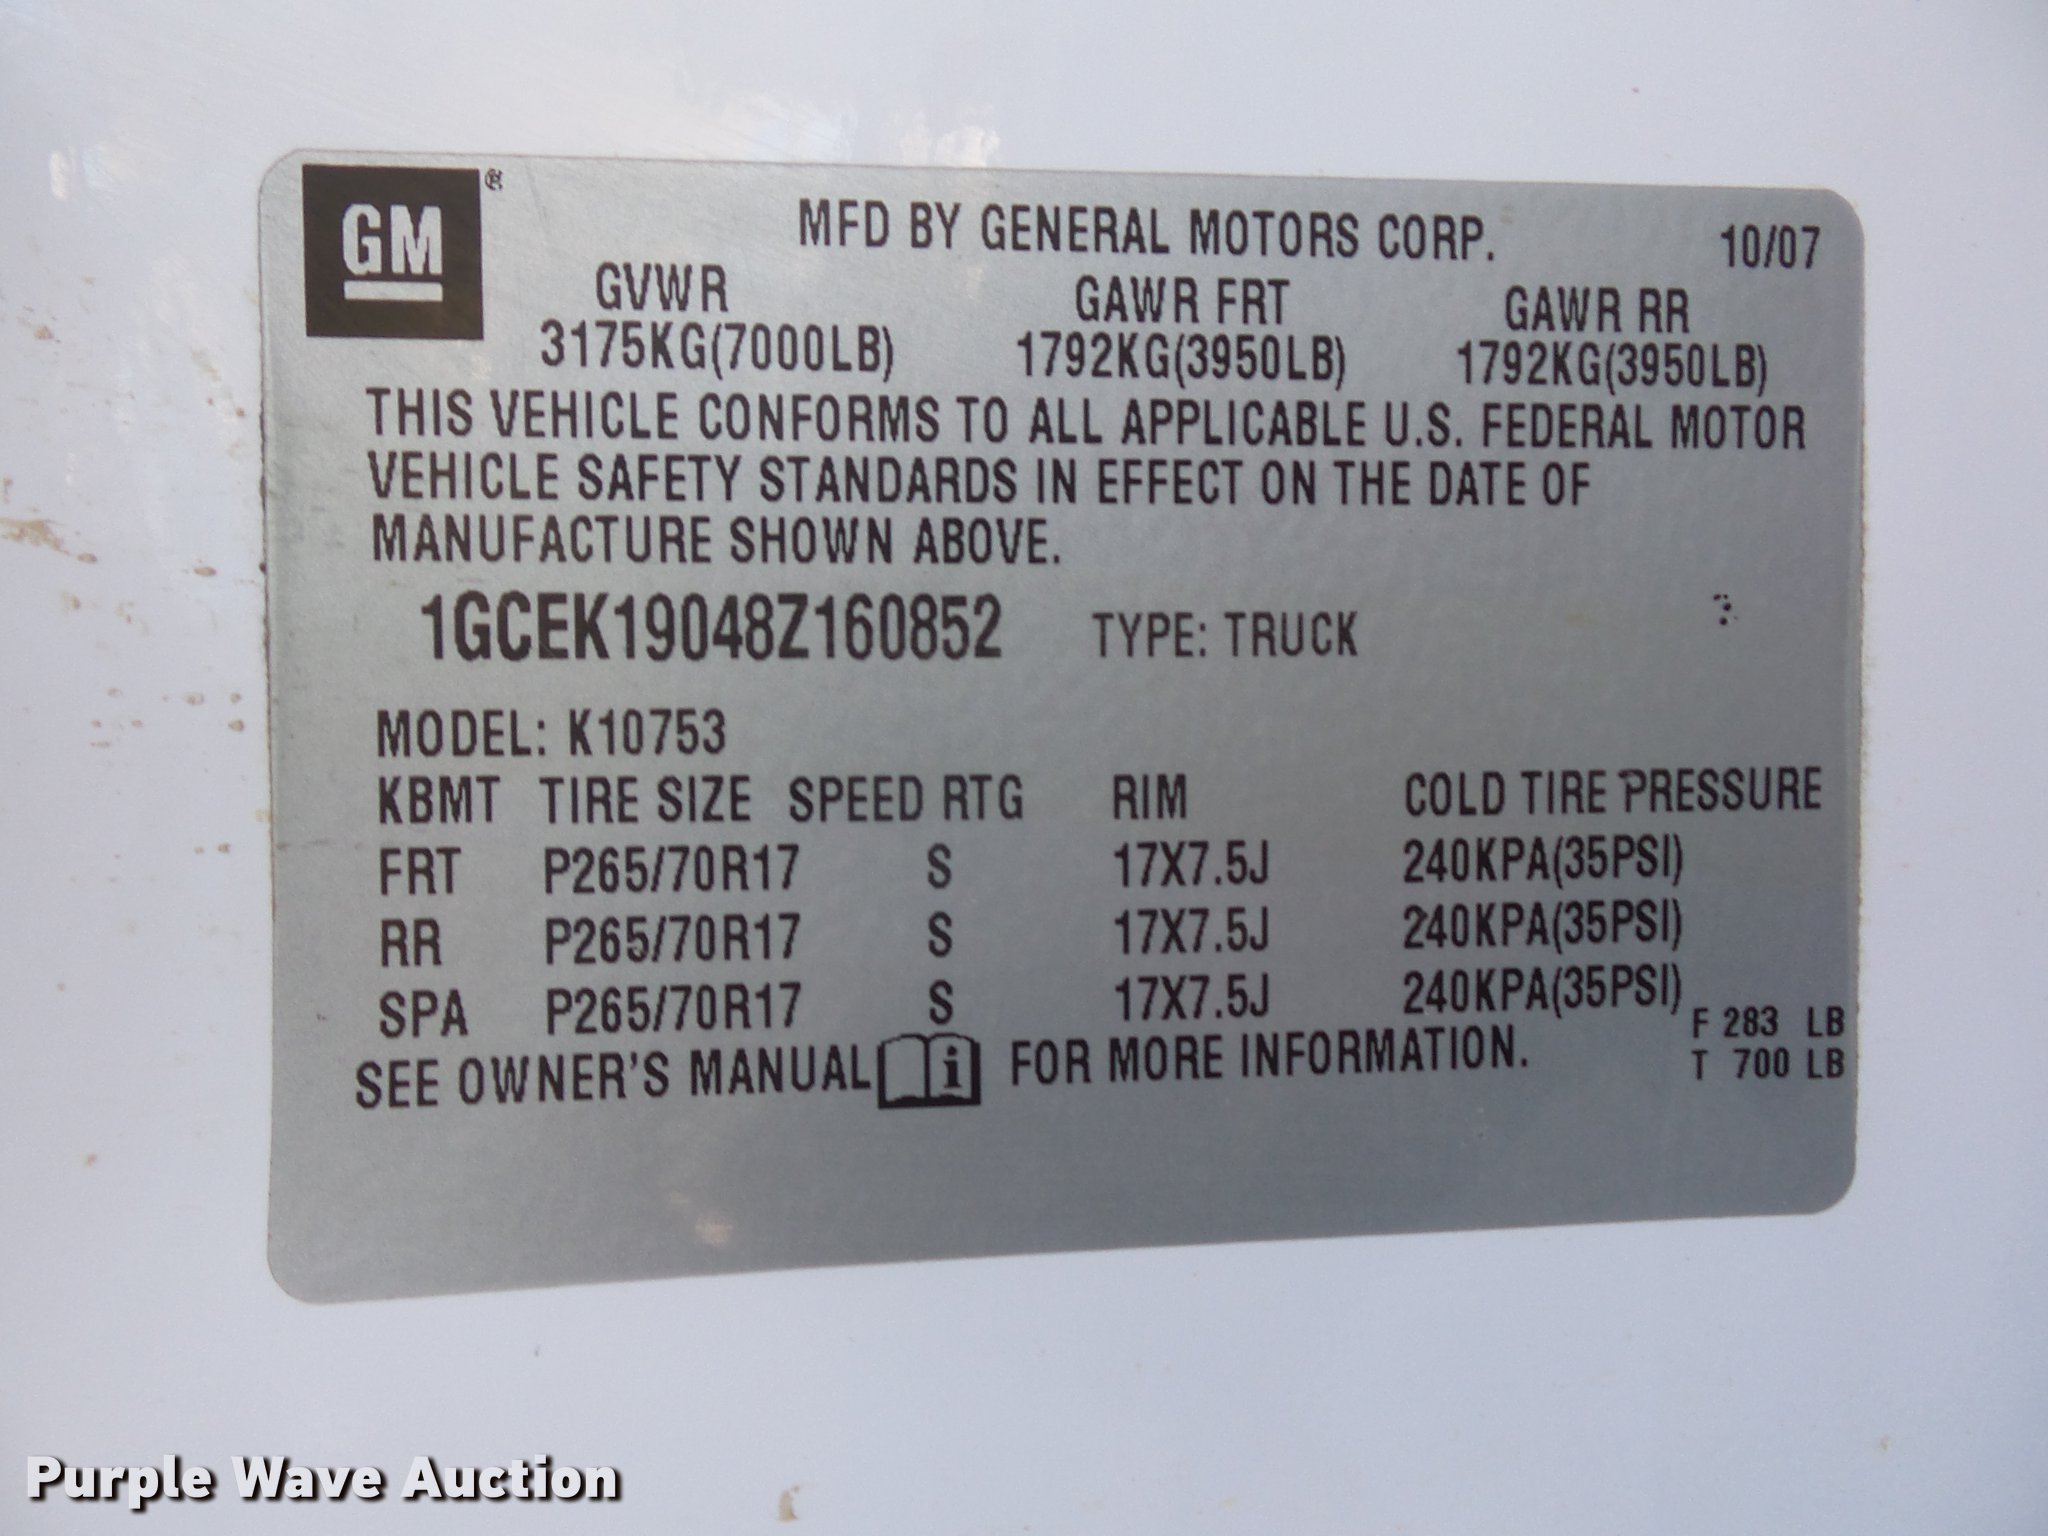 GM ®
MFD BY GENERAL MOTORS CORP. 10/07
GVWR GAWR FRT GAWR RR
3175KG(7000LB) 1792KG(3950LB) 1792KG(3950LB)
THIS VEHICLE CONFORMS TO ALL APPLICABLE U.S. FEDERAL MOTOR
VEHICLE SAFETY STANDARDS IN EFFECT ON THE DATE OF
MANUFACTURE SHOWN ABOVE.
1GCEK19048Z160852 TYPE: TRUCK
MODEL: K10753
KBMT TIRE SIZE SPEED RTG RIM COLD TIRE PRESSURE
FRT P265/70R17 S 17X7.5J 240KPA(35PSI)
RR P265/70R17 S 17X7.5J 240KPA(35PSI)
SPA P265/70R17 S 17X7.5J 240KPA(35PSI)
F 283 LB
SEE OWNER'S MANUAL i FOR MORE INFORMATION. T 700 LB
Purple Wave Auction